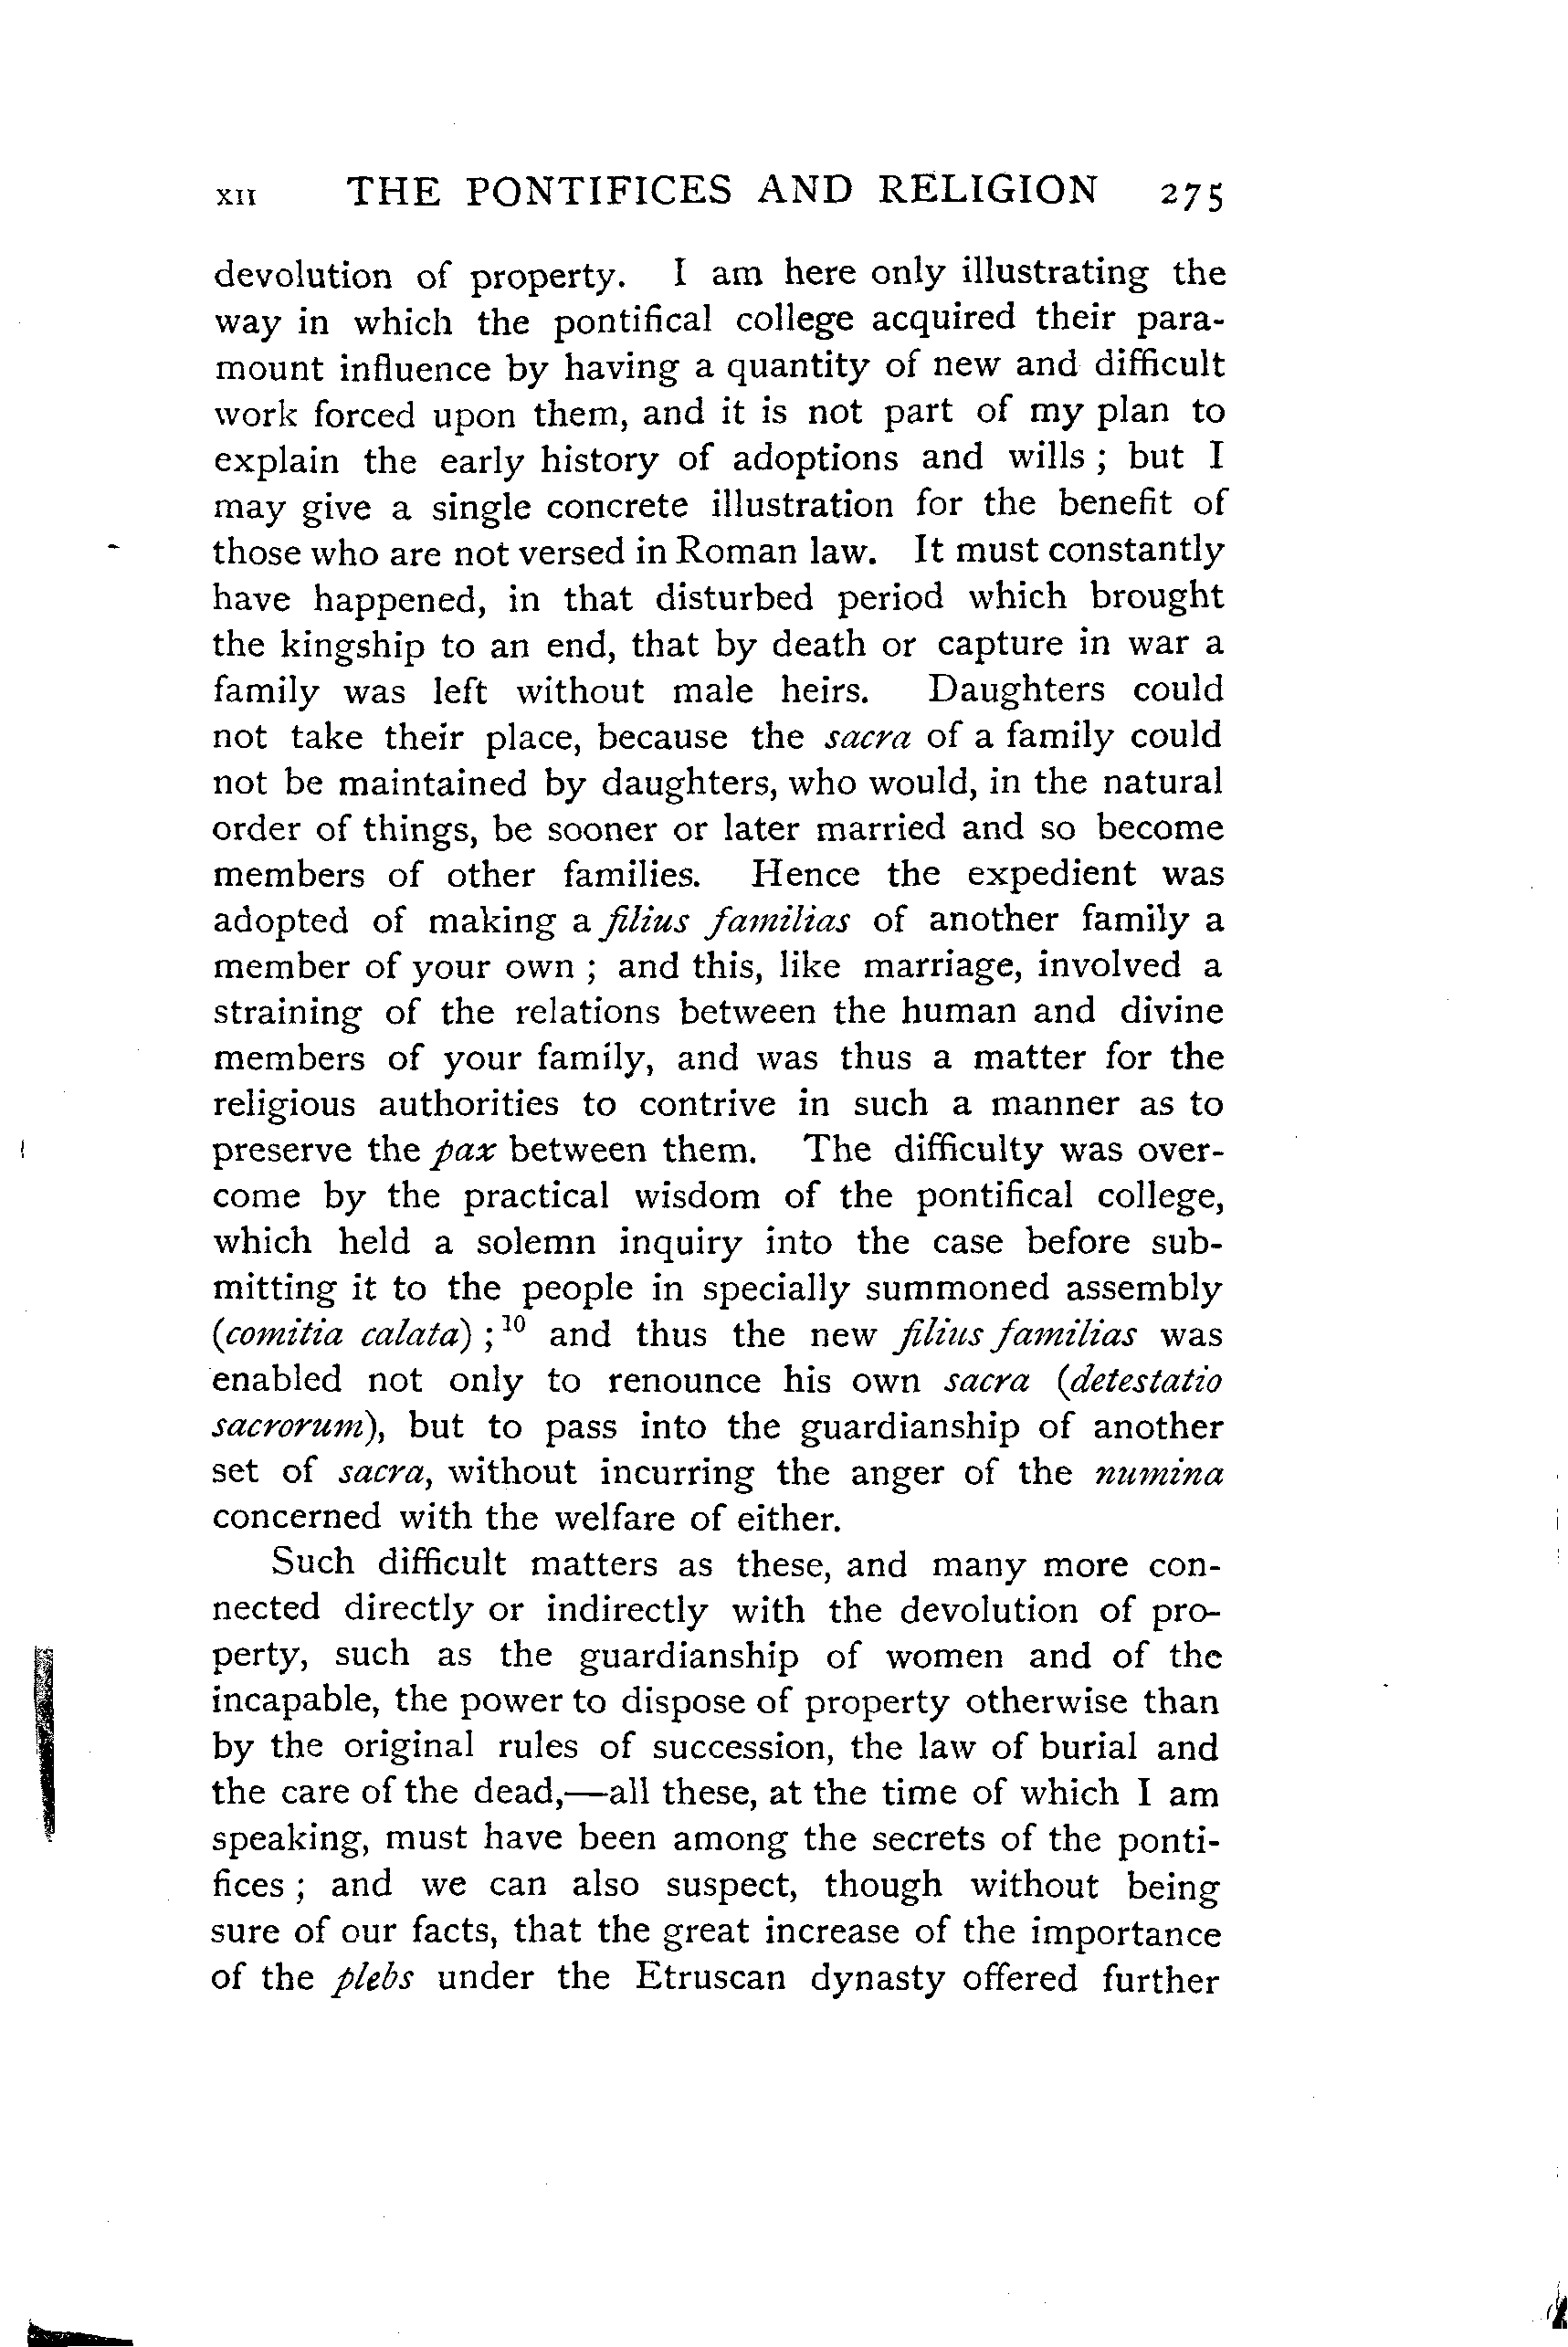 XII THE PONTIFICES AND RELIGION 275
devolution of property. I am here only illustrating the
way in which the pontifical college acquired their para-
mount influence by having a quantity of new and difficult
work forced upon them, and it is not part of my plan to
explain the early history of adoptions and wills ; but I
may give a single concrete illustration for the benefit of
those who are not versed in Roman law. It must constantly
have happened, in that disturbed period which brought
the kingship to an end, that by death or capture in war a
family was left without male heirs. Daughters could
not take their place, because the sacra of a family could
not be maintained by daughters, who would, in the natural
order of things, be sooner or later married and so become
members of other families. Hence the expedient was
adopted of making a filius familias of another family a
member of your own ; and this, like marriage, involved a
straining of the relations between the human and divine
members of your family, and was thus a matter for the
religious authorities to contrive in such a manner as to
preserve the pax between them. The difficulty was over-
come by the practical wisdom of the pontifical college,
which held a solemn inquiry into the case before sub-
mitting it to the people in specially summoned assembly
(comitia calata) ;10 and thus the new filius familias was
enabled not only to renounce his own sacra (detestatio
sacrorum), but to pass into the guardianship of another
set of sacra, without incurring the anger of the numina
concerned with the welfare of either.
Such difficult matters as these, and many more con-
nected directly or indirectly with the devolution of pro-
perty, such as the guardianship of women and of the
incapable, the power to dispose of property otherwise than
by the original rules of succession, the law of burial and
the care of the dead,—all these, at the time of which I am
speaking, must have been among the secrets of the ponti-
fices ; and we can also suspect, though without being
sure of our facts, that the great increase of the importance
of the plebs under the Etruscan dynasty offered further